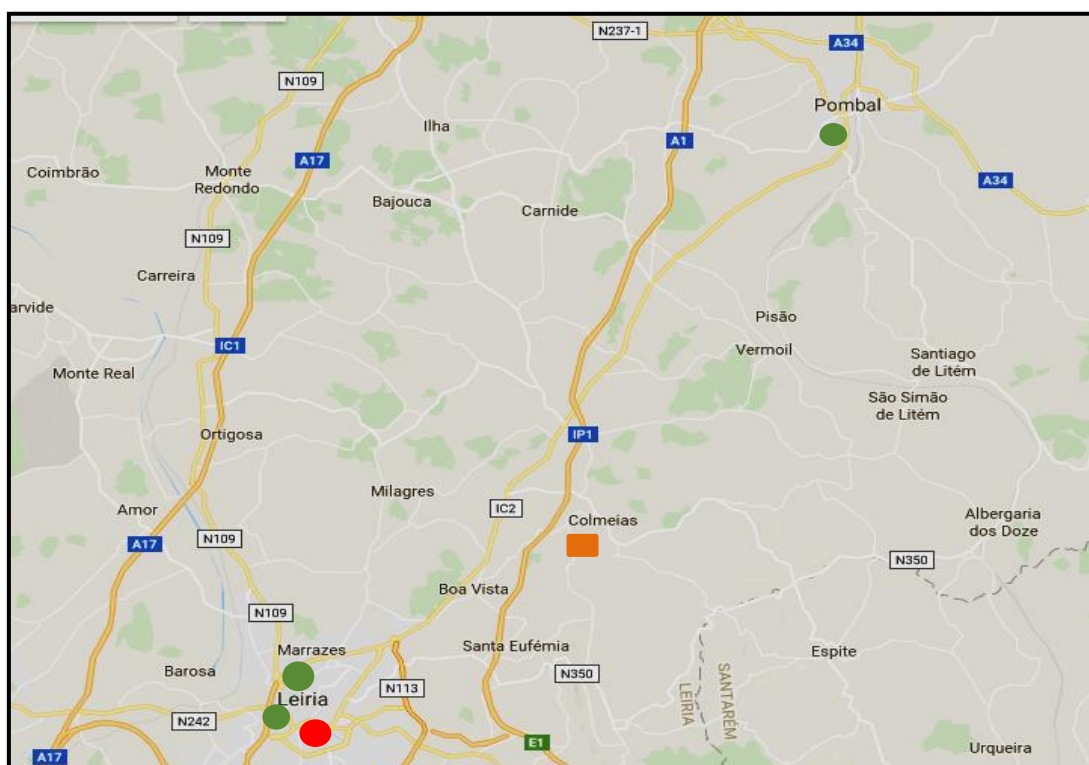 N237-1
A34
N109
Pombal
Ilha
A1
A17
Coimbrão
Monte
Redondo
A34
Bajouca
Carnide
N109
Carreira
arvide
Pisão
IC1
Vermoil
Santiago
de Litém
Monte Real
São Simão
de Litém
Ortigosa
IP1
Milagres
IC2
Colmeias
Amor
Albergaria
dos Doze
N109
A17
N350
Boa Vista
N109
Marrazes
Santa Eufémia
Espite
Barosa
N350
SANTARÉM
LEIRIA
Leiria
N113
N242
E1
Urqueira
A17